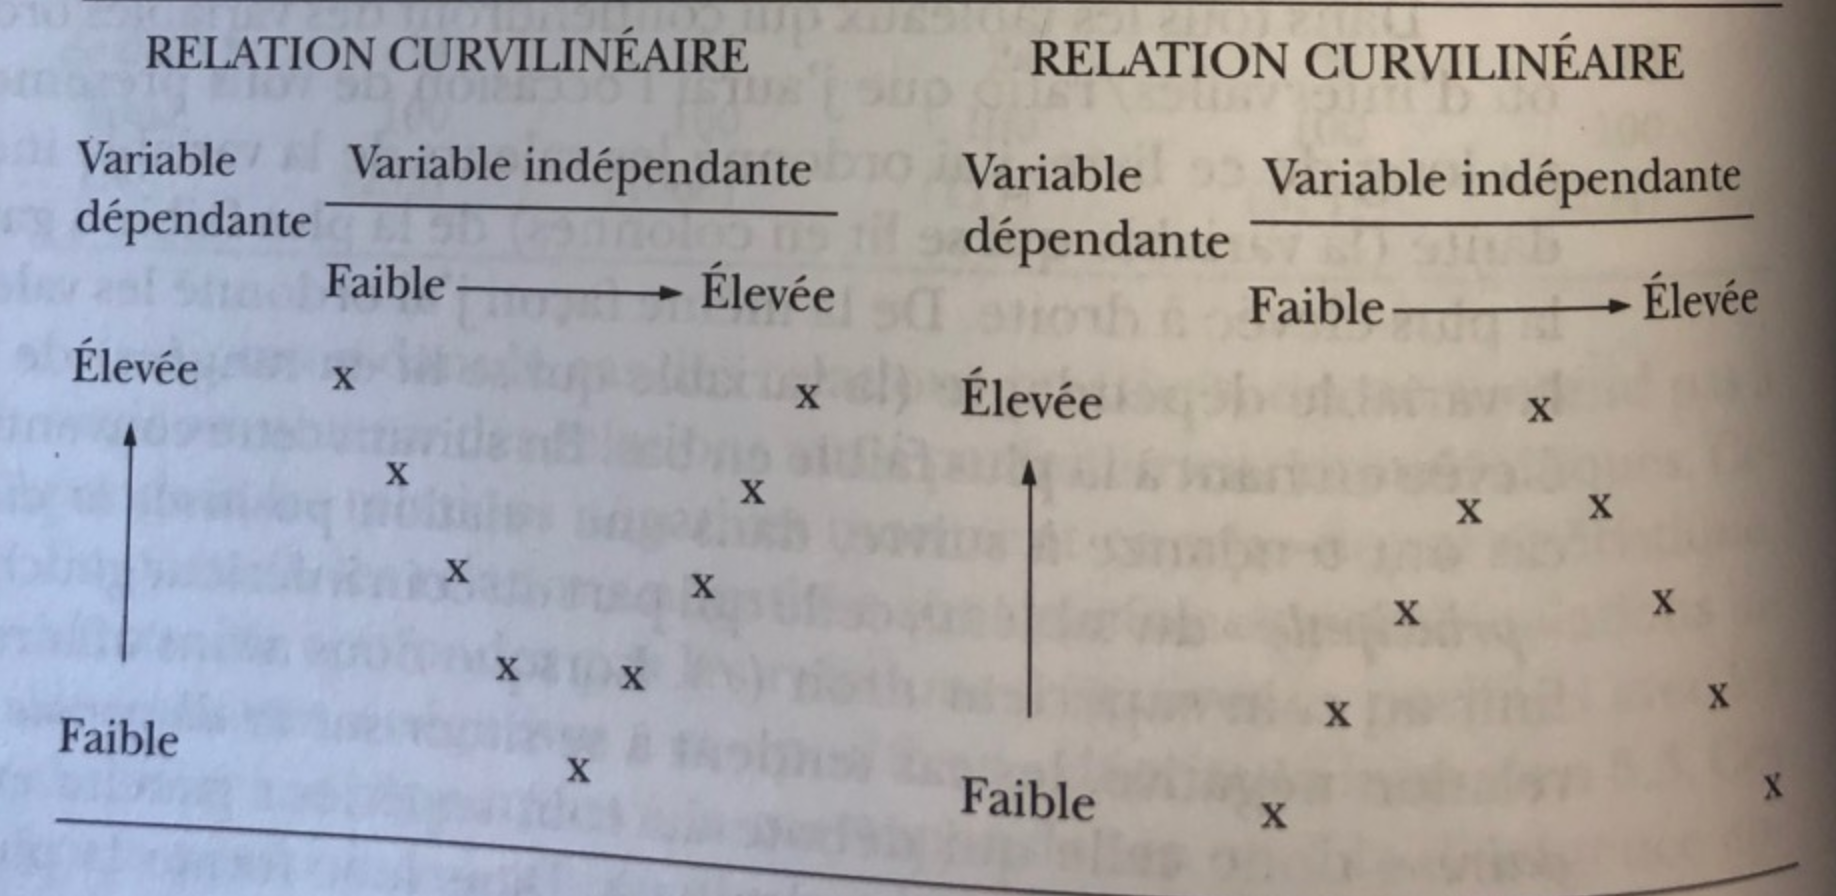 RELATION CURVILINÉAIRE
Variable Variable indépendante
dépendante
Faible Élevée
Élevée x x
x x
x x
x x
Faible
x
RELATION CURVILINÉAIRE
Variable Variable indépendante
dépendante
Faible Élevée
Élevée x
x x
x x
x x
Faible x x